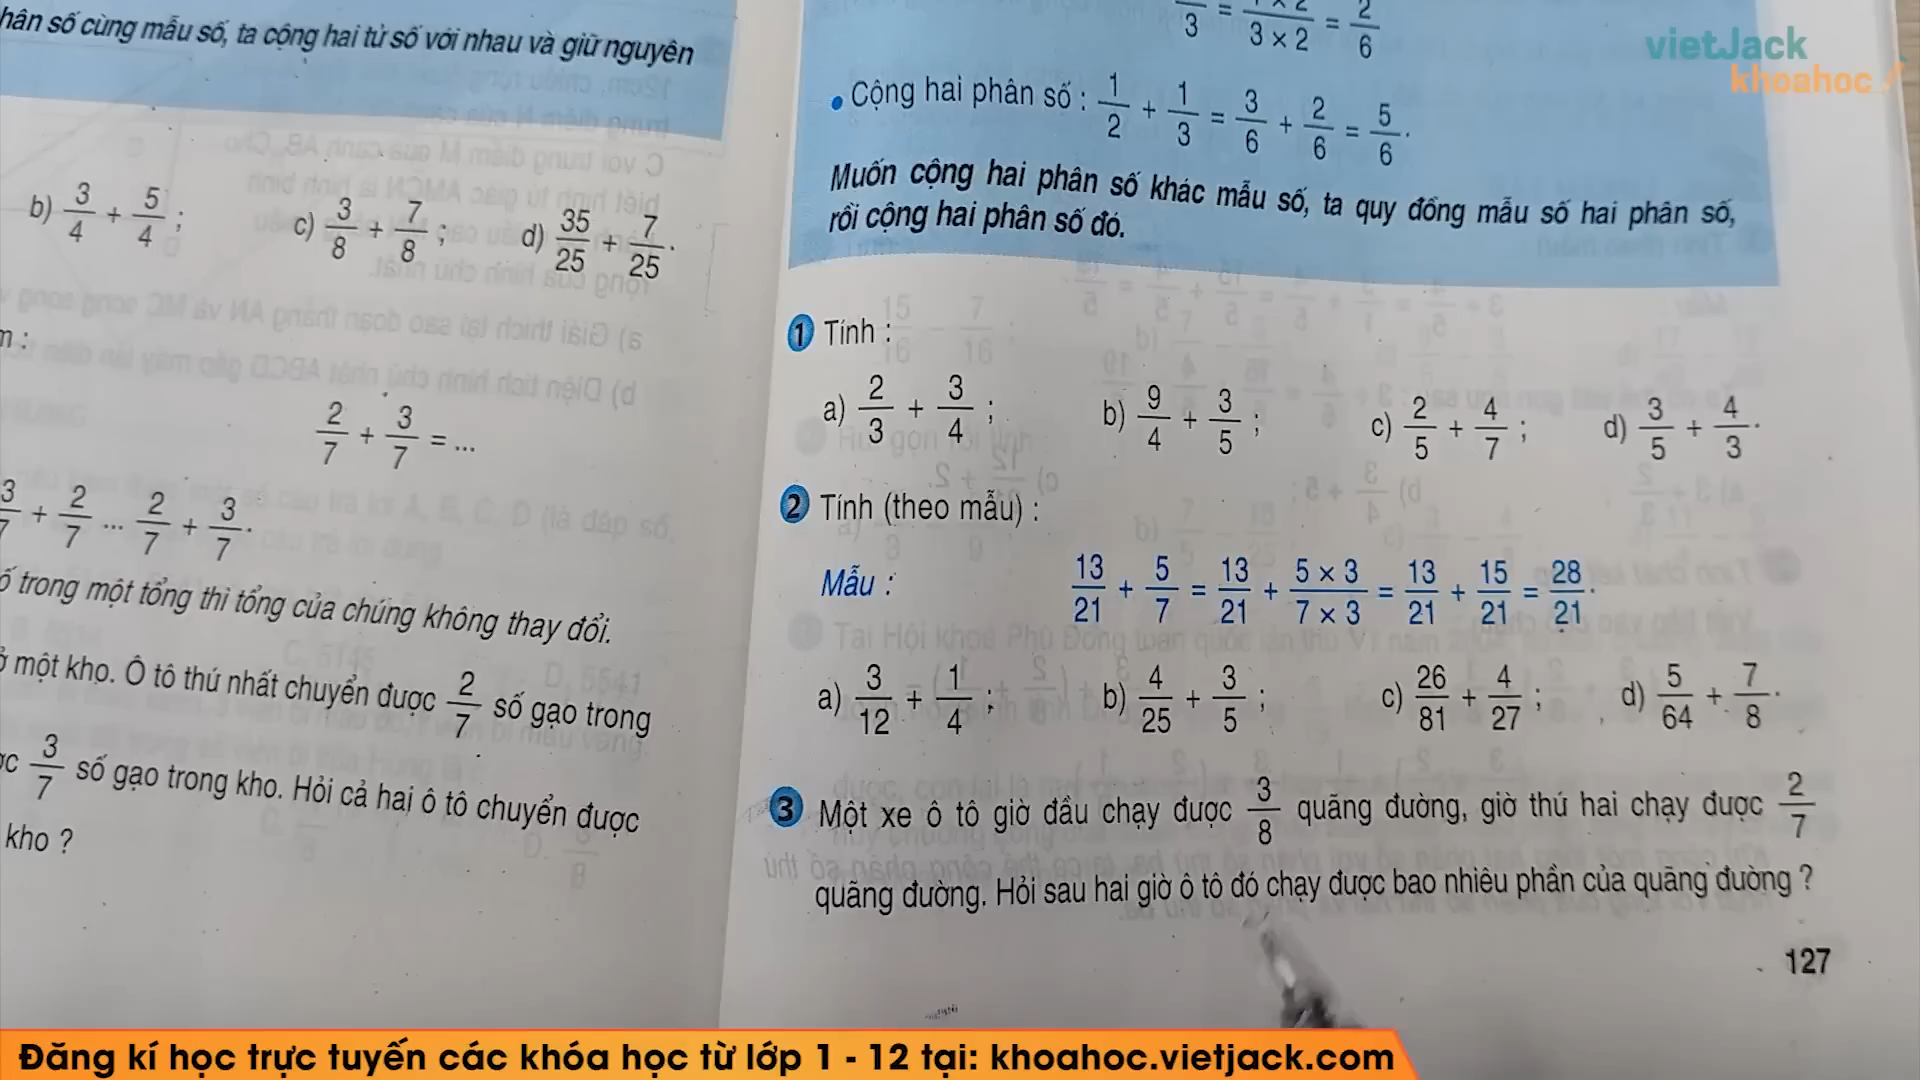 hân số cùng mẫu số, ta cộng hai tử số với nhau và giữ nguyên
b) 3/4 + 5/4 ; c) 3/8 + 7/8 ; d) 35/25 + 7/25 .
m :
2/7 + 3/7 = ...
3/7 + 2/7 ... 2/7 + 3/7 .
ố trong một tổng thì tổng của chúng không thay đổi.
ở một kho. Ô tô thứ nhất chuyển được 2/7 số gạo trong
ợc 3/7 số gạo trong kho. Hỏi cả hai ô tô chuyển được
kho ?
3 = 1 × 2 / 3 × 2 = 2/6
• Cộng hai phân số : 1/2 + 1/3 = 3/6 + 2/6 = 5/6 .
Muốn cộng hai phân số khác mẫu số, ta quy đồng mẫu số hai phân số,
rồi cộng hai phân số đó.
1 Tính :
a) 2/3 + 3/4 ; b) 9/4 + 3/5 ; c) 2/5 + 4/7 ; d) 3/5 + 4/3 .
2 Tính (theo mẫu) :
Mẫu : 13/21 + 5/7 = 13/21 + 5 × 3 / 7 × 3 = 13/21 + 15/21 = 28/21 .
a) 3/12 + 1/4 ; b) 4/25 + 3/5 ; c) 26/81 + 4/27 ; d) 5/64 + 7/8 .
3 Một xe ô tô giờ đầu chạy được 3/8 quãng đường, giờ thứ hai chạy được 2/7
quãng đường. Hỏi sau hai giờ ô tô đó chạy được bao nhiêu phần của quãng đường ?
127
vietJack
khoahoc
Đăng kí học trực tuyến các khóa học từ lớp 1 - 12 tại: khoahoc.vietjack.com